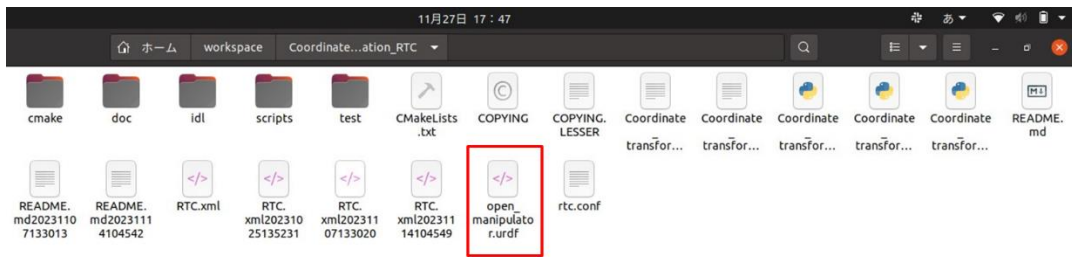 11月27日 17：47
あ
ホーム workspace Coordinate…ation_RTC
cmake doc idl scripts test CMakeLists COPYING COPYING. Coordinate Coordinate Coordinate Coordinate Coordinate README.
.txt LESSER _ _ _ _ _ md
transfor… transfor… transfor… transfor… transfor…
README. README. RTC.xml RTC. RTC. RTC. open_ rtc.conf
md2023110 md2023111 xml202310 xml202311 xml202311 manipulato
7133013 4104542 25135231 07133020 14104549 r.urdf